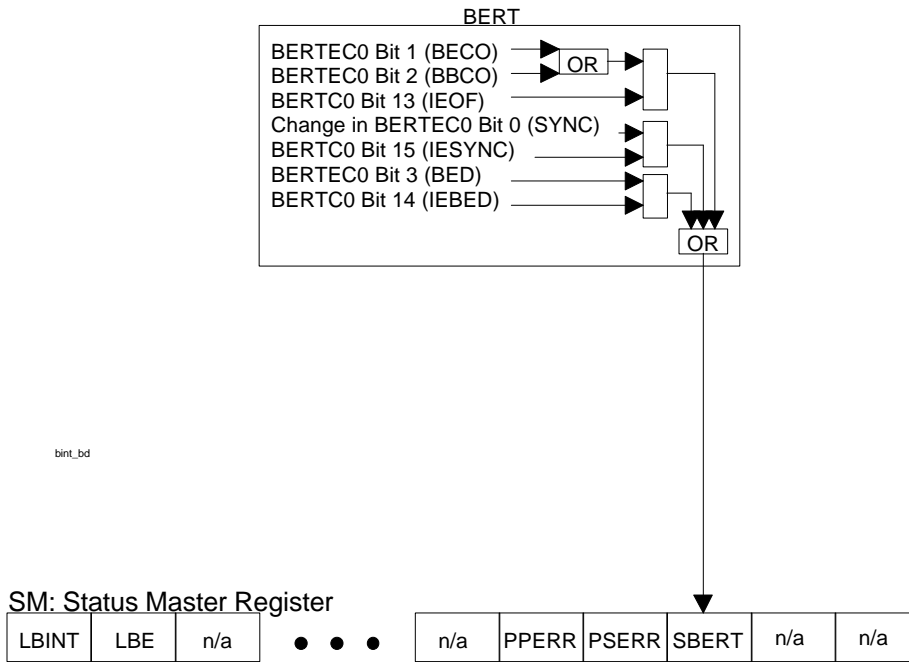 BERT
BERTEC0 Bit 1 (BECO)
OR
BERTEC0 Bit 2 (BBCO)
BERTC0 Bit 13 (IEOF)
Change in BERTEC0 Bit 0 (SYNC)
BERTC0 Bit 15 (IESYNC)
BERTEC0 Bit 3 (BED)
BERTC0 Bit 14 (IEBED)
OR
bint_bd
SM: Status Master Register
LBINT LBE n/a • • • n/a PPERR PSERR SBERT n/a n/a